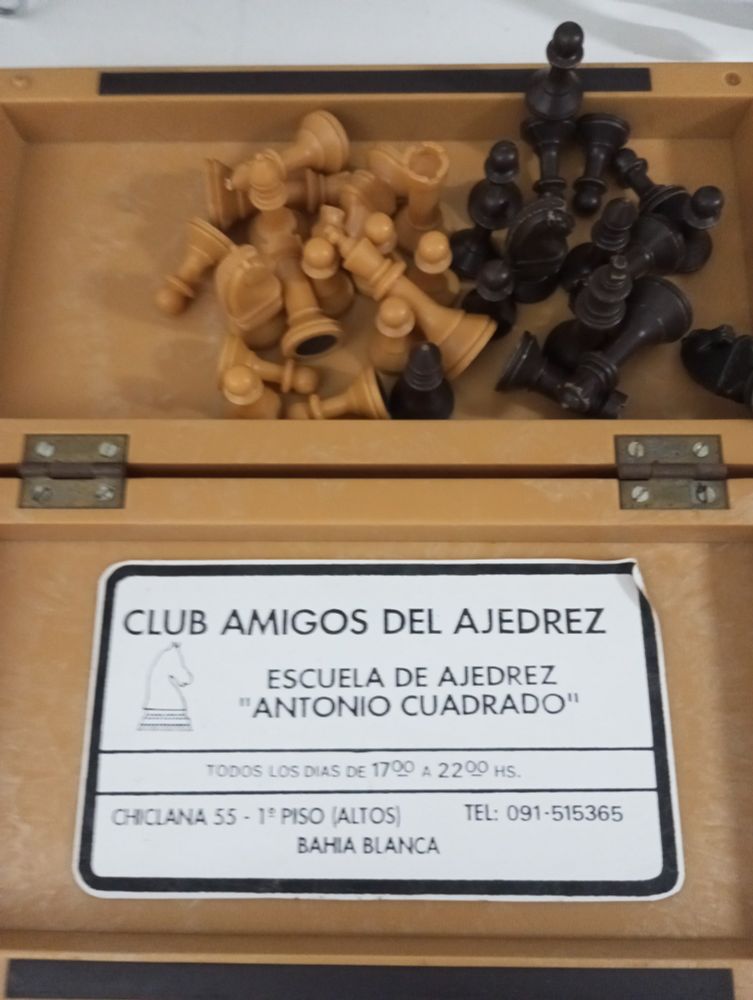 CLUB AMIGOS DEL AJEDREZ
ESCUELA DE AJEDREZ
"ANTONIO CUADRADO"
TODOS LOS DIAS DE 17⁰⁰ A 22⁰⁰ HS.
CHICLANA 55 - 1º PISO (ALTOS) TEL: 091-515365
BAHIA BLANCA